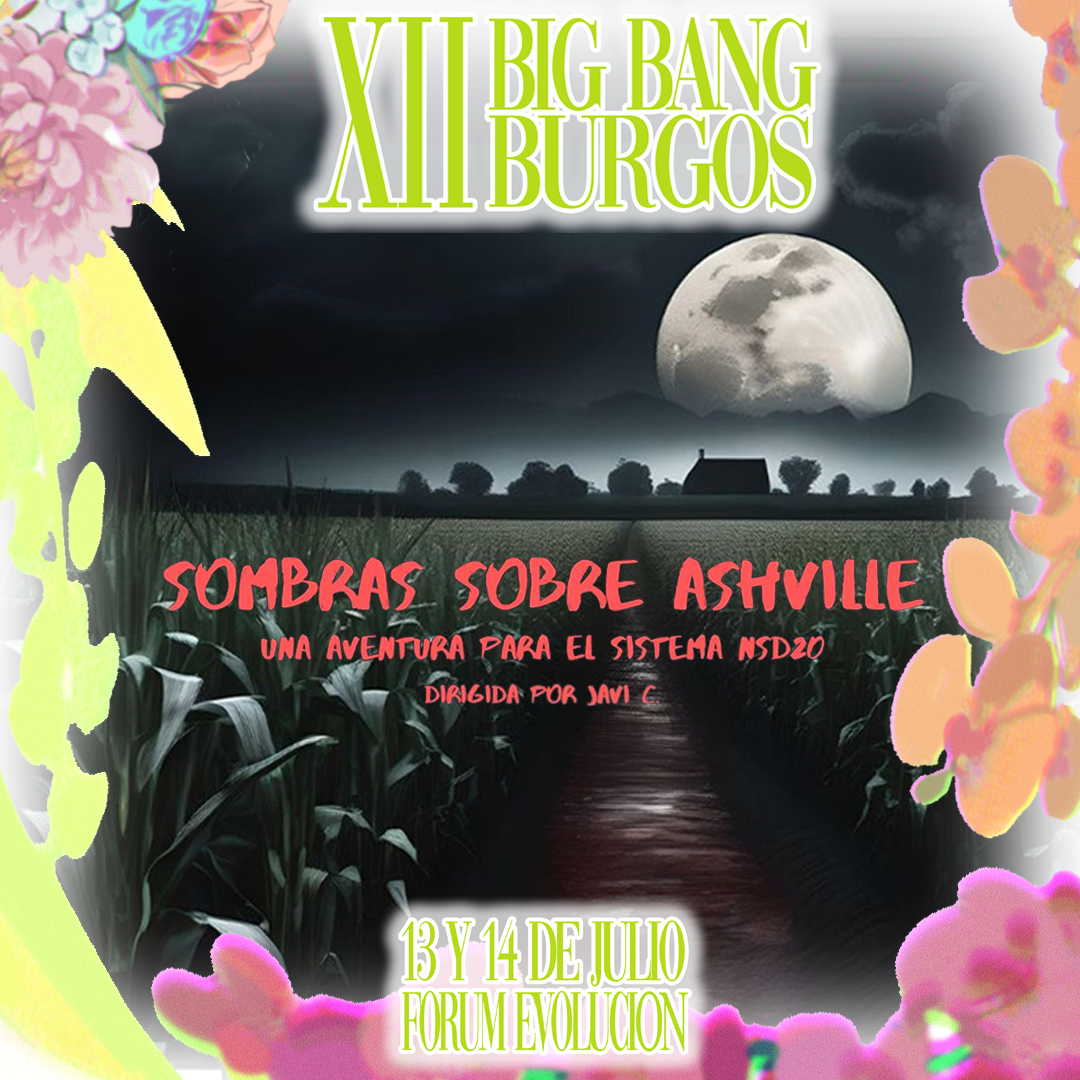 XII BIG BANG
BURGOS
SOMBRAS SOBRE ASHVILLE
UNA AVENTURA PARA EL SISTEMA NSD20
DIRIGIDA POR JAVI C.
13 Y 14 DE JULIO
FORUM EVOLUCION